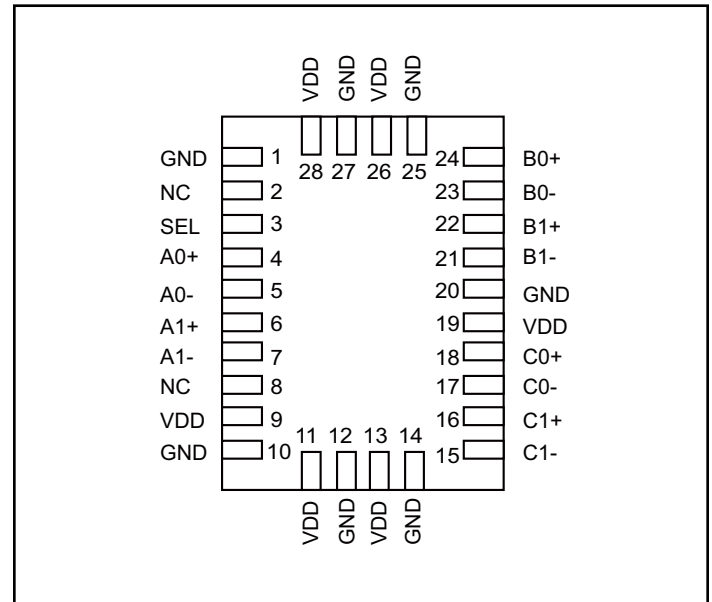 VDD GND VDD GND
28 27 26 25
GND 1 24 B0+
NC 2 23 B0-
SEL 3 22 B1+
A0+ 4 21 B1-
A0- 5 20 GND
A1+ 6 19 VDD
A1- 7 18 C0+
NC 8 17 C0-
VDD 9 16 C1+
GND 10 15 C1-
11 12 13 14
VDD GND VDD GND